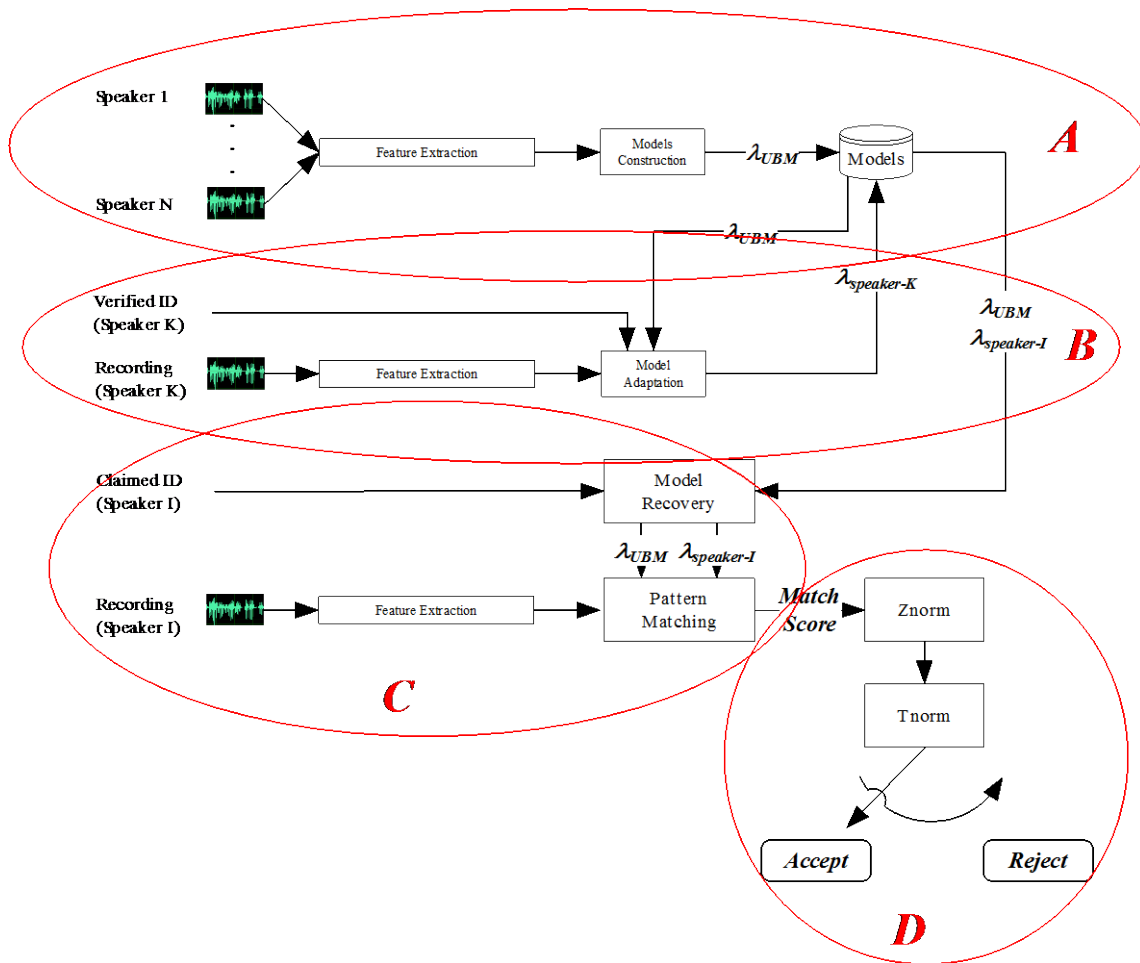 Speaker 1
Feature Extraction
Models
Construction
λUBM
Models
A
Speaker N
λUBM
λspeaker-K
Verified ID
(Speaker K)
λUBM
λspeaker-I
B
Recording
(Speaker K)
Feature Extraction
Model
Adaptation
Claimed ID
(Speaker I)
Model
Recovery
λUBM
λspeaker-I
Recording
(Speaker I)
Feature Extraction
Pattern
Matching
Match
Score
Znorm
C
Tnorm
Accept
Reject
D